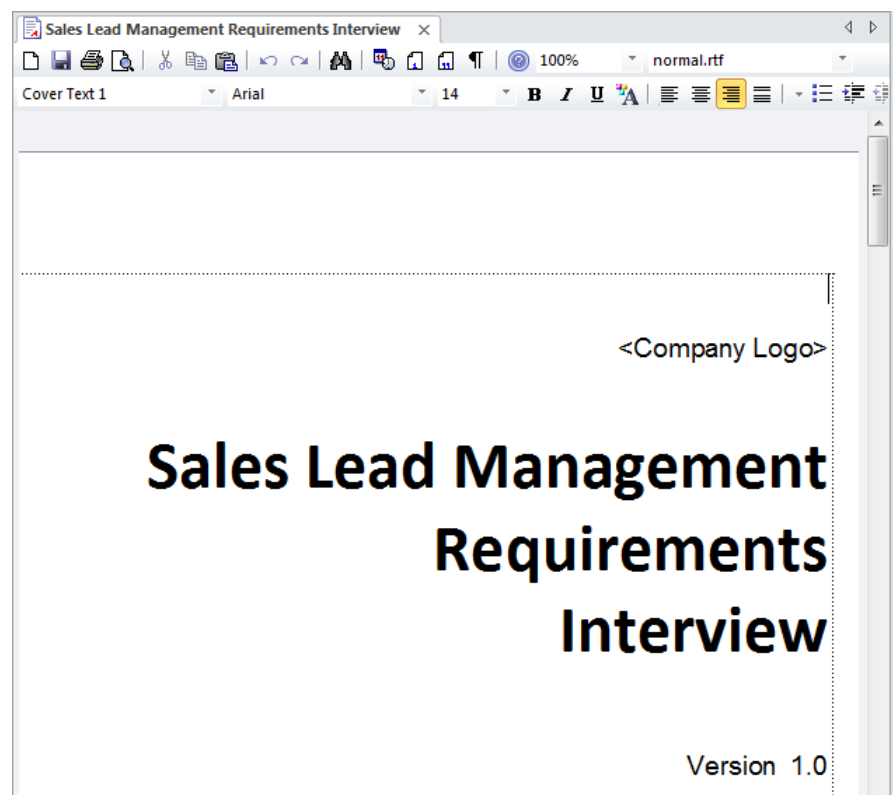 Sales Lead Management Requirements Interview
100% normal.rtf
Cover Text 1 Arial 14 B I U A
<Company Logo>
Sales Lead Management
Requirements
Interview
Version 1.0